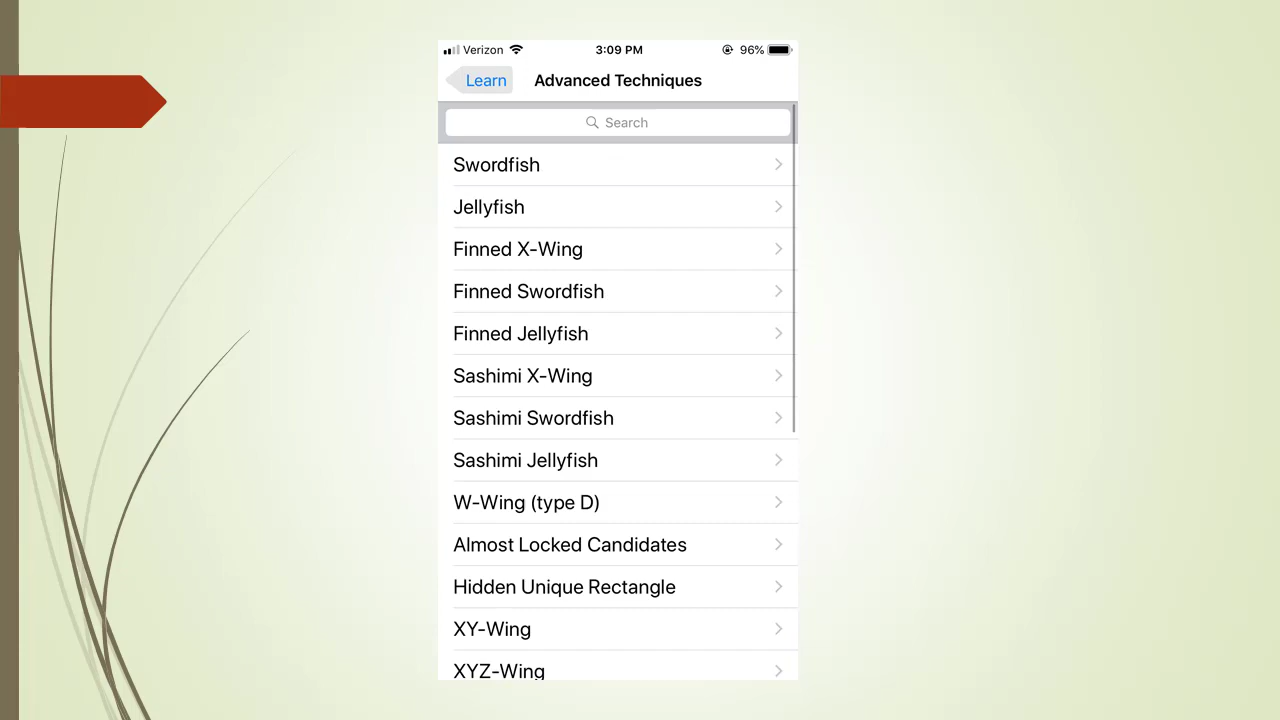 Verizon 3:09 PM 96%
Learn Advanced Techniques
Search
Swordfish
Jellyfish
Finned X-Wing
Finned Swordfish
Finned Jellyfish
Sashimi X-Wing
Sashimi Swordfish
Sashimi Jellyfish
W-Wing (type D)
Almost Locked Candidates
Hidden Unique Rectangle
XY-Wing
XYZ-Wing